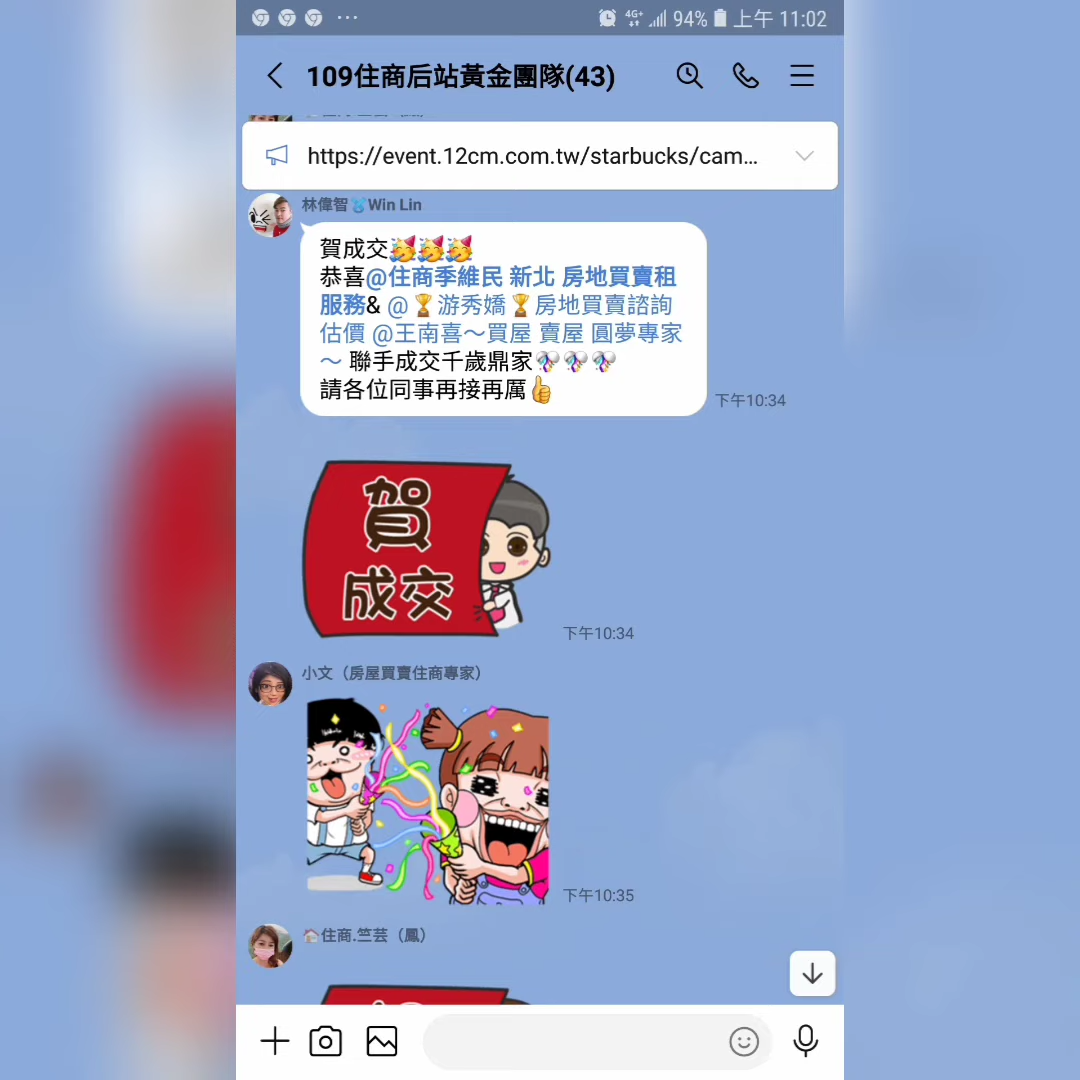 94% 上午 11:02
109住商后站黃金團隊(43)
https://event.12cm.com.tw/starbucks/cam...
林偉智 Win Lin
賀成交🥳🥳🥳
恭喜@住商季維民 新北 房地買賣租
服務& @🏆游秀嬌🏆房地買賣諮詢
估價 @王南喜～買屋 賣屋 圓夢專家
～ 聯手成交千歲鼎家🎊🎊🎊
請各位同事再接再厲👍
下午10:34
賀
成交
下午10:34
小文（房屋買賣住商專家）
下午10:35
🏠住商.竺芸（鳳）